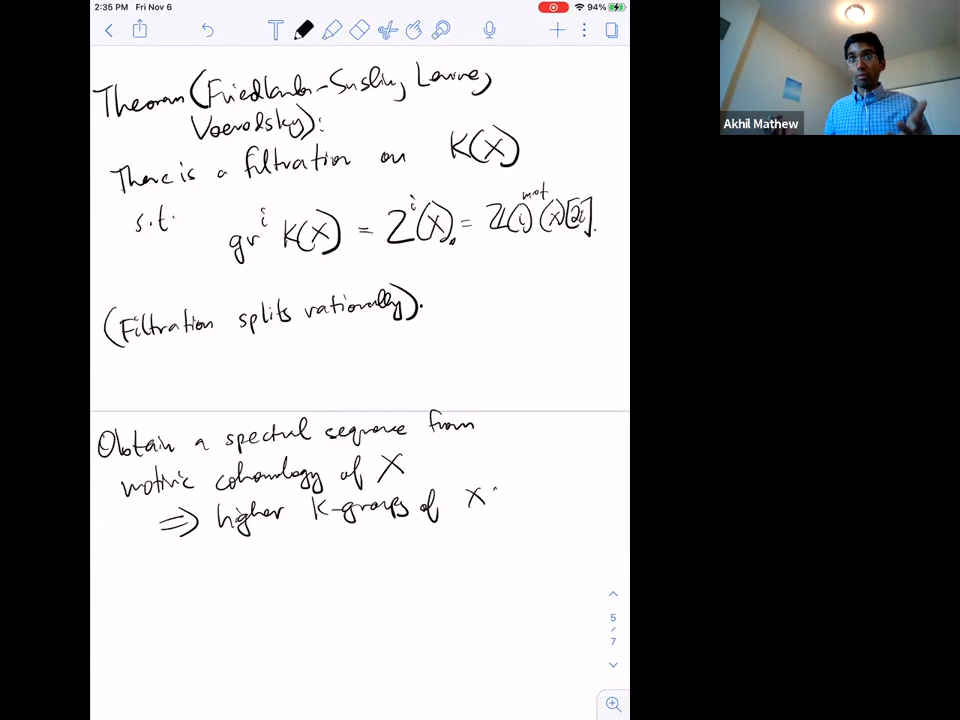 2:35 PM Fri Nov 6
94%
Theorem (Friedlander-Suslin, Levine,
Voevodsky):
There is a filtration on K(X)
s.t. gr^i K(X) = Z^i(X). = Z(i)^mot (X)[2i].
(Filtration splits rationally).
Obtain a spectral sequence from
motivic cohomology of X
⇒ higher K-groups of X.
5
/
7
Akhil Mathew